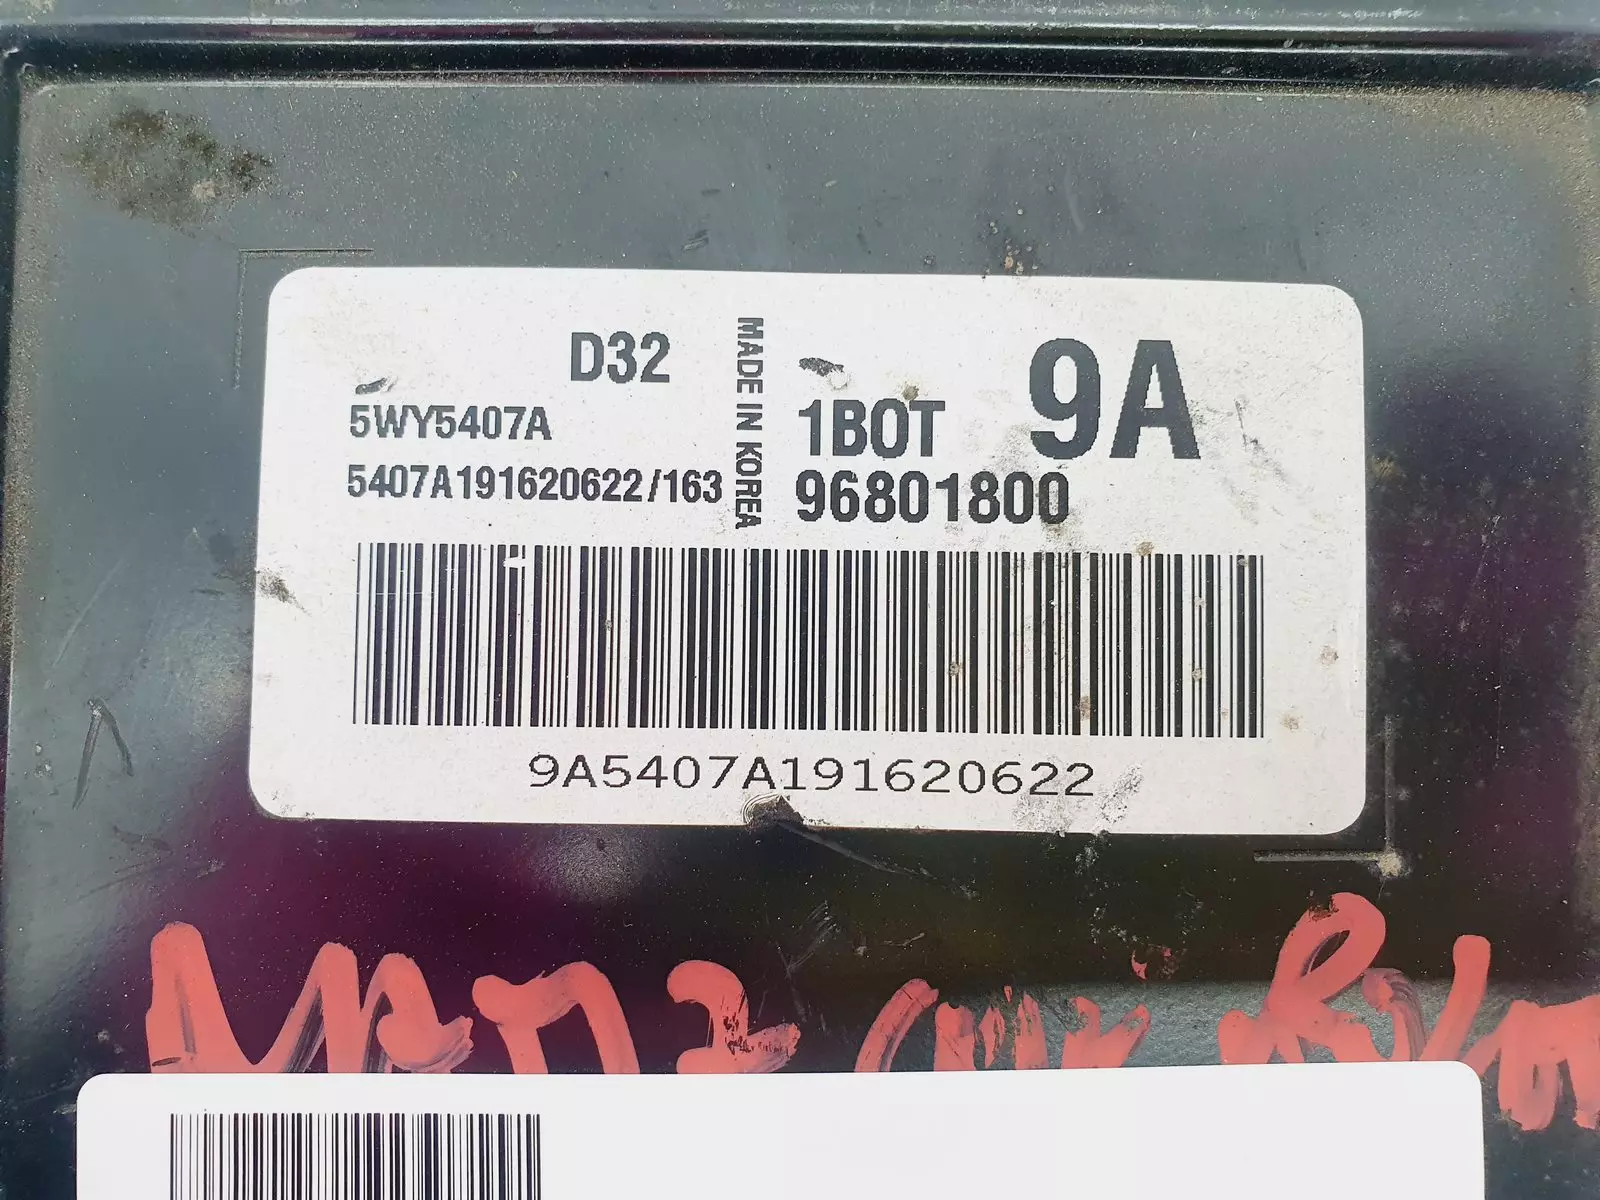 D32
5WY5407A
5407A191620622/163
MADE IN KOREA
1BOT 9A
96801800
9A5407A191620622